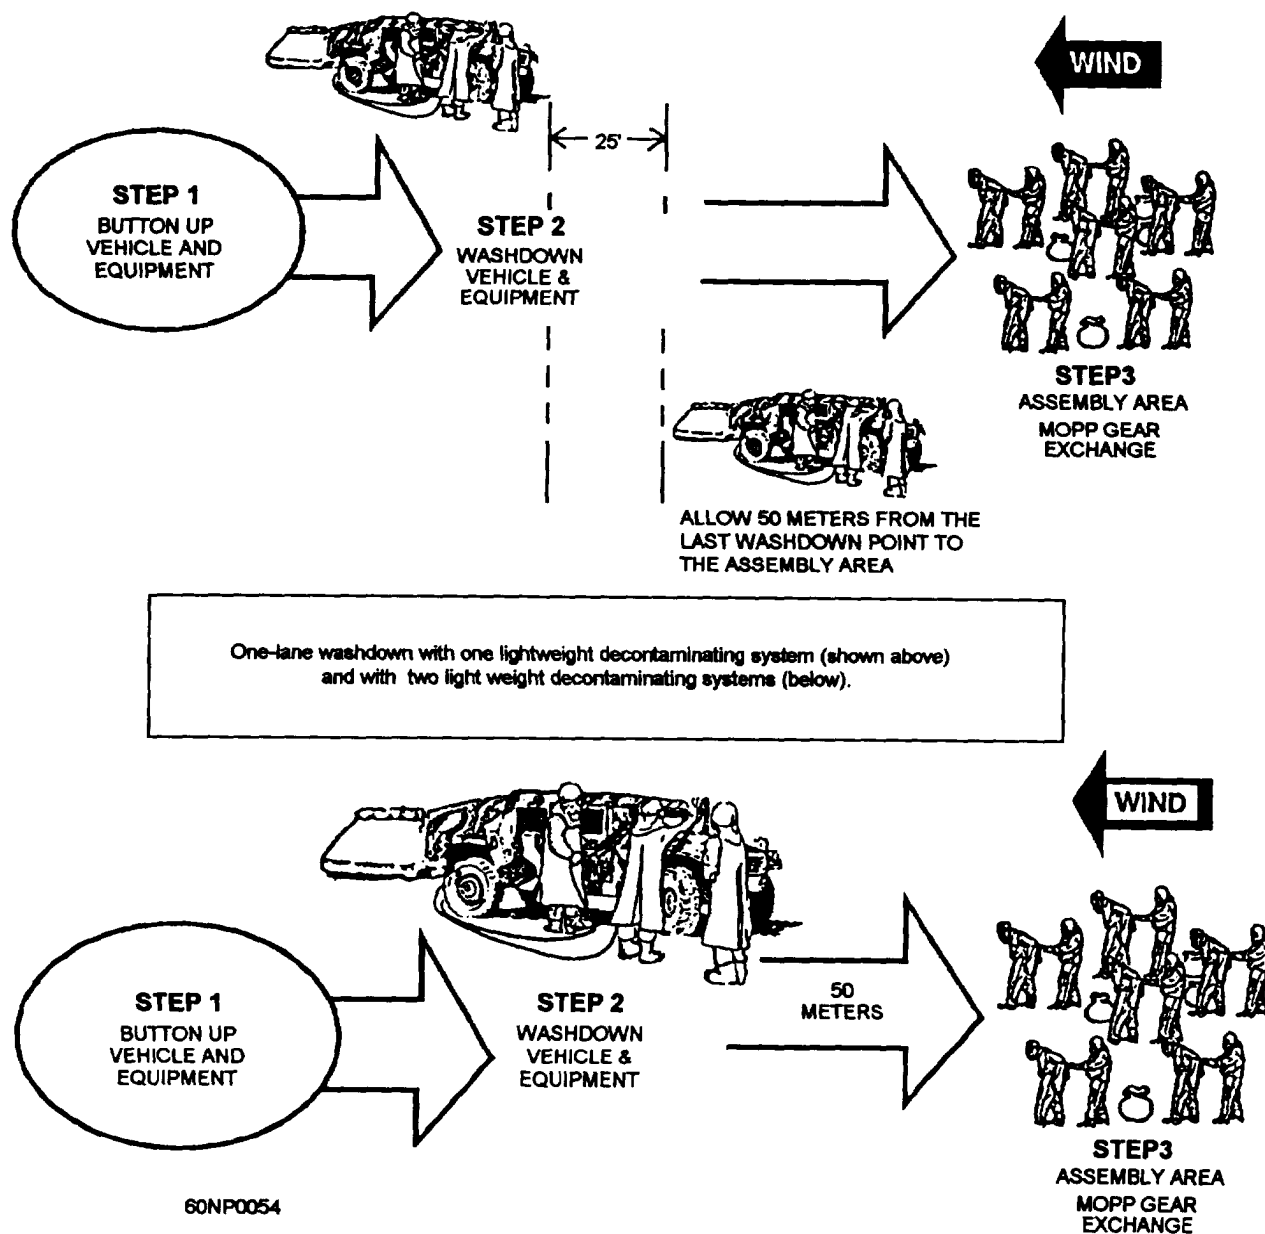 WIND
25'
STEP 1
BUTTON UP
VEHICLE AND
EQUIPMENT
STEP 2
WASHDOWN
VEHICLE &
EQUIPMENT
STEP3
ASSEMBLY AREA
MOPP GEAR
EXCHANGE
ALLOW 50 METERS FROM THE
LAST WASHDOWN POINT TO
THE ASSEMBLY AREA
One-lane washdown with one lightweight decontaminating system (shown above)
and with two light weight decontaminating systems (below).
WIND
STEP 1
BUTTON UP
VEHICLE AND
EQUIPMENT
STEP 2
WASHDOWN
VEHICLE &
EQUIPMENT
50
METERS
STEP3
ASSEMBLY AREA
MOPP GEAR
EXCHANGE
60NP0054